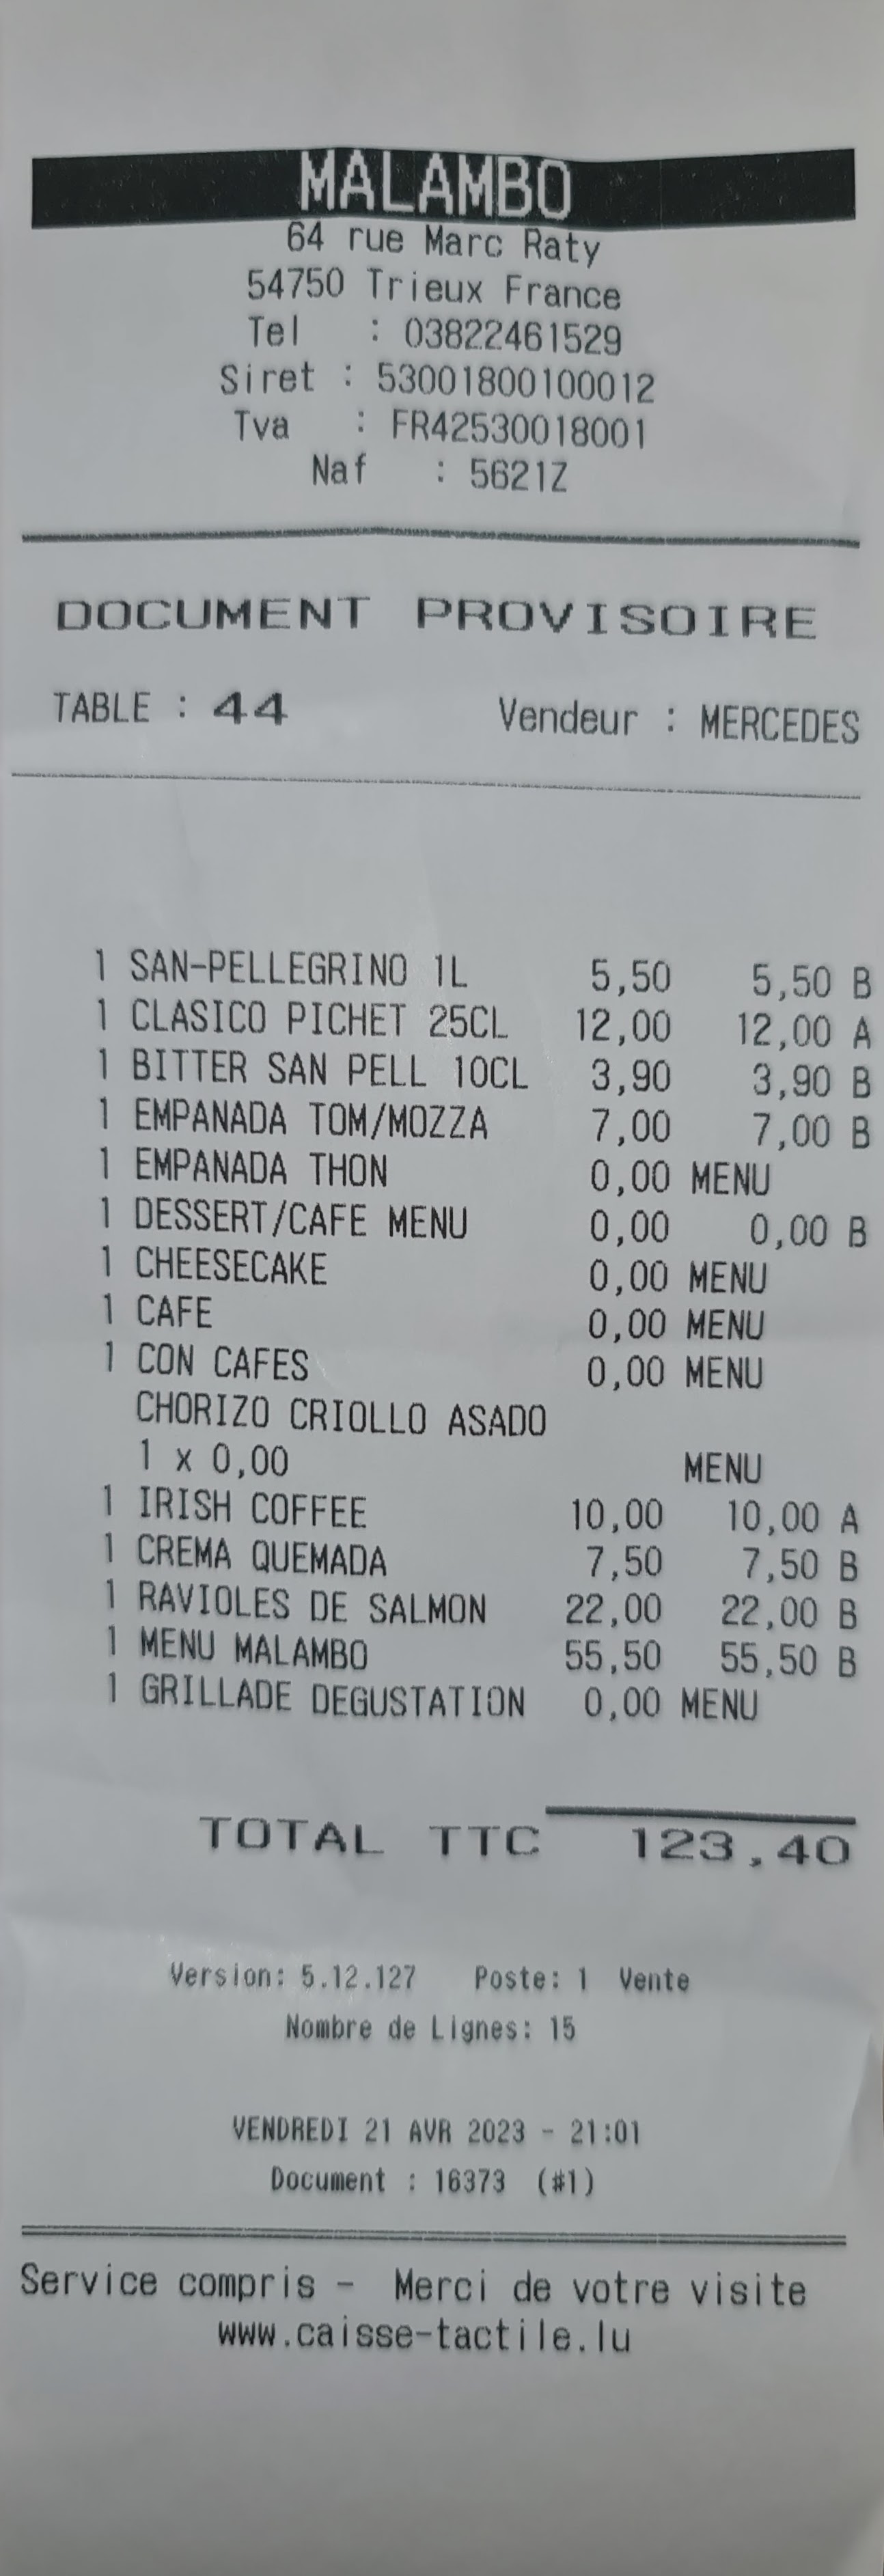 MALAMBO
64 rue Marc Raty
54750 Trieux France
Tel : 03822461529
Siret : 53001800100012
Tva : FR42530018001
Naf : 5621Z
DOCUMENT PROVISOIRE
TABLE : 44 Vendeur : MERCEDES
1 SAN-PELLEGRINO 1L 5,50 5,50 B
1 CLASICO PICHET 25CL 12,00 12,00 A
1 BITTER SAN PELL 10CL 3,90 3,90 B
1 EMPANADA TOM/MOZZA 7,00 7,00 B
1 EMPANADA THON 0,00 MENU
1 DESSERT/CAFE MENU 0,00 0,00 B
1 CHEESECAKE 0,00 MENU
1 CAFE 0,00 MENU
1 CON CAFES 0,00 MENU
CHORIZO CRIOLLO ASADO
1 x 0,00 MENU
1 IRISH COFFEE 10,00 10,00 A
1 CREMA QUEMADA 7,50 7,50 B
1 RAVIOLES DE SALMON 22,00 22,00 B
1 MENU MALAMBO 55,50 55,50 B
1 GRILLADE DEGUSTATION 0,00 MENU
TOTAL TTC 123,40
Version: 5.12.127 Poste: 1 Vente
Nombre de Lignes: 15
VENDREDI 21 AVR 2023 - 21:01
Document : 16373 (#1)
Service compris - Merci de votre visite
www.caisse-tactile.lu